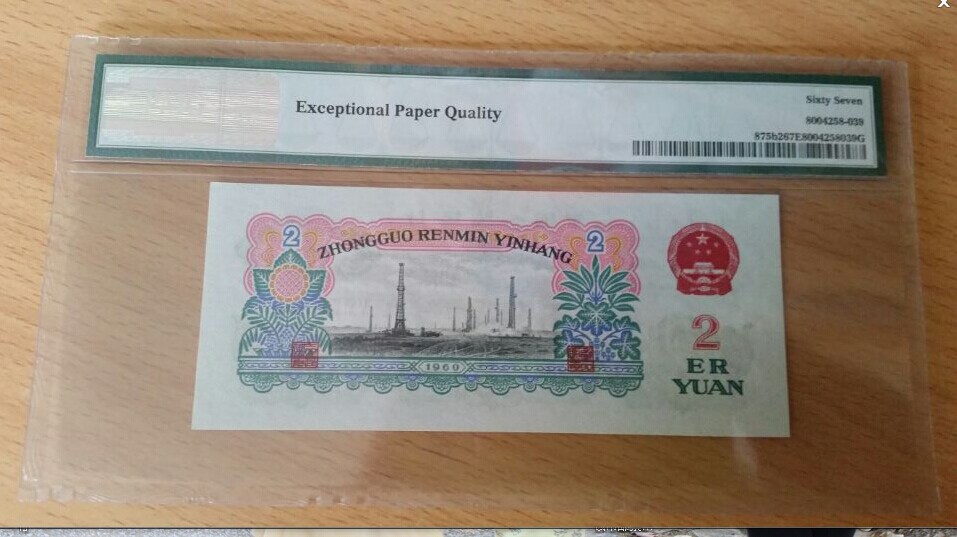 Exceptional Paper Quality
Sixty Seven
8004258-039
875b267E8004258039G
2
2
ZHONGGUO RENMIN YINHANG
1960
2
ER
YUAN